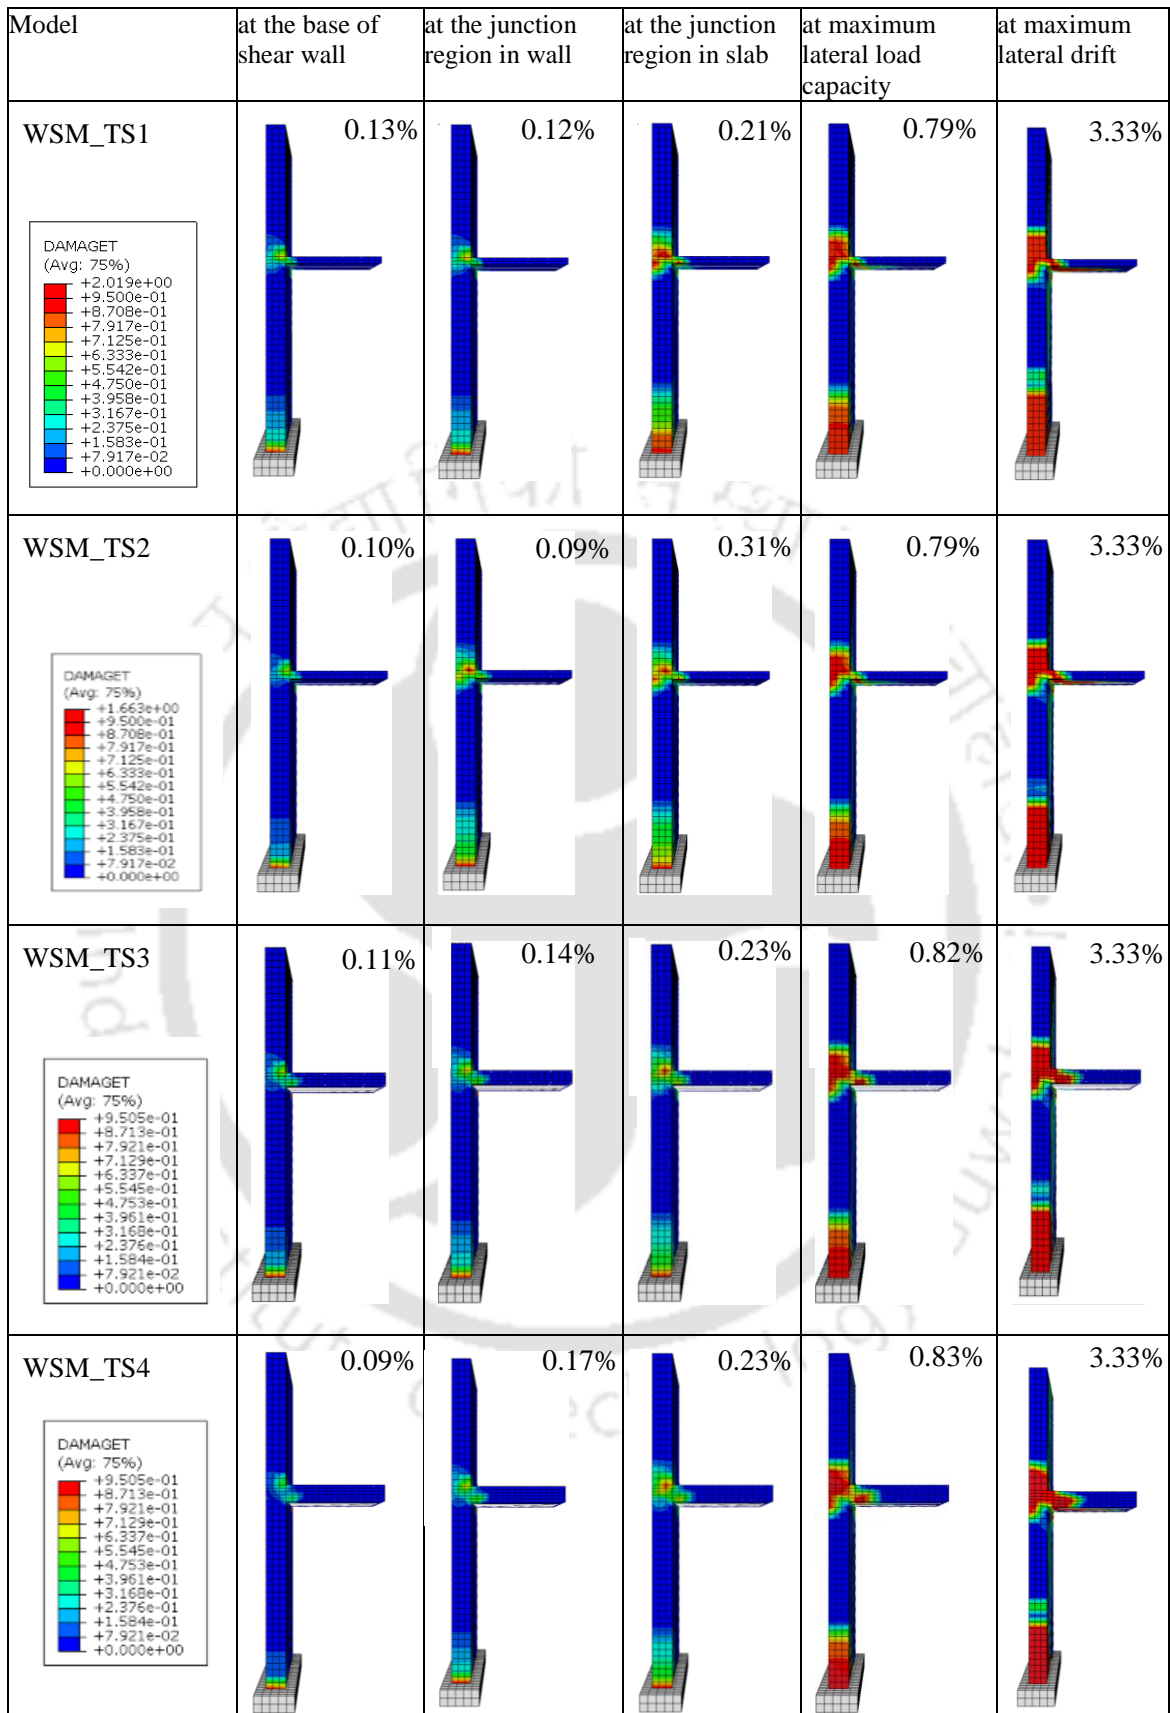 Model
at the base of
shear wall
at the junction
region in wall
at the junction
region in slab
at maximum
lateral load
capacity
at maximum
lateral drift
WSM_TS1
0.13%
0.12%
0.21%
0.79%
3.33%
DAMAGET
(Avg: 75%)
+2.019e+00
+9.500e-01
+8.708e-01
+7.917e-01
+7.125e-01
+6.333e-01
+5.542e-01
+4.750e-01
+3.958e-01
+3.167e-01
+2.375e-01
+1.583e-01
+7.917e-02
+0.000e+00
WSM_TS2
0.10%
0.09%
0.31%
0.79%
3.33%
DAMAGET
(Avg: 75%)
+1.663e+00
+9.500e-01
+8.708e-01
+7.917e-01
+7.125e-01
+6.333e-01
+5.542e-01
+4.750e-01
+3.958e-01
+3.167e-01
+2.375e-01
+1.583e-01
+7.917e-02
+0.000e+00
WSM_TS3
0.11%
0.14%
0.23%
0.82%
3.33%
DAMAGET
(Avg: 75%)
+9.505e-01
+8.713e-01
+7.921e-01
+7.129e-01
+6.337e-01
+5.545e-01
+4.753e-01
+3.961e-01
+3.168e-01
+2.376e-01
+1.584e-01
+7.921e-02
+0.000e+00
WSM_TS4
0.09%
0.17%
0.23%
0.83%
3.33%
DAMAGET
(Avg: 75%)
+9.505e-01
+8.713e-01
+7.921e-01
+7.129e-01
+6.337e-01
+5.545e-01
+4.753e-01
+3.961e-01
+3.168e-01
+2.376e-01
+1.584e-01
+7.921e-02
+0.000e+00